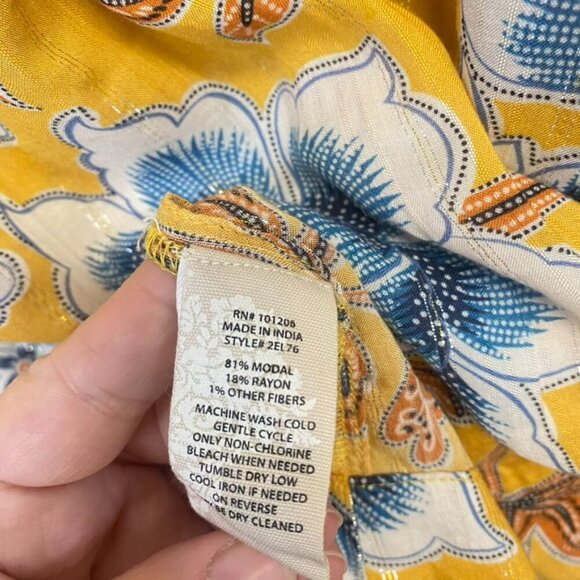 RN# 101206
MADE IN INDIA
STYLE# 2EL76
81% MODAL
18% RAYON
1% OTHER FIBERS
MACHINE WASH COLD
GENTLE CYCLE
ONLY NON-CHLORINE
BLEACH WHEN NEEDED
TUMBLE DRY LOW
COOL IRON IF NEEDED
ON REVERSE
BE DRY CLEANED